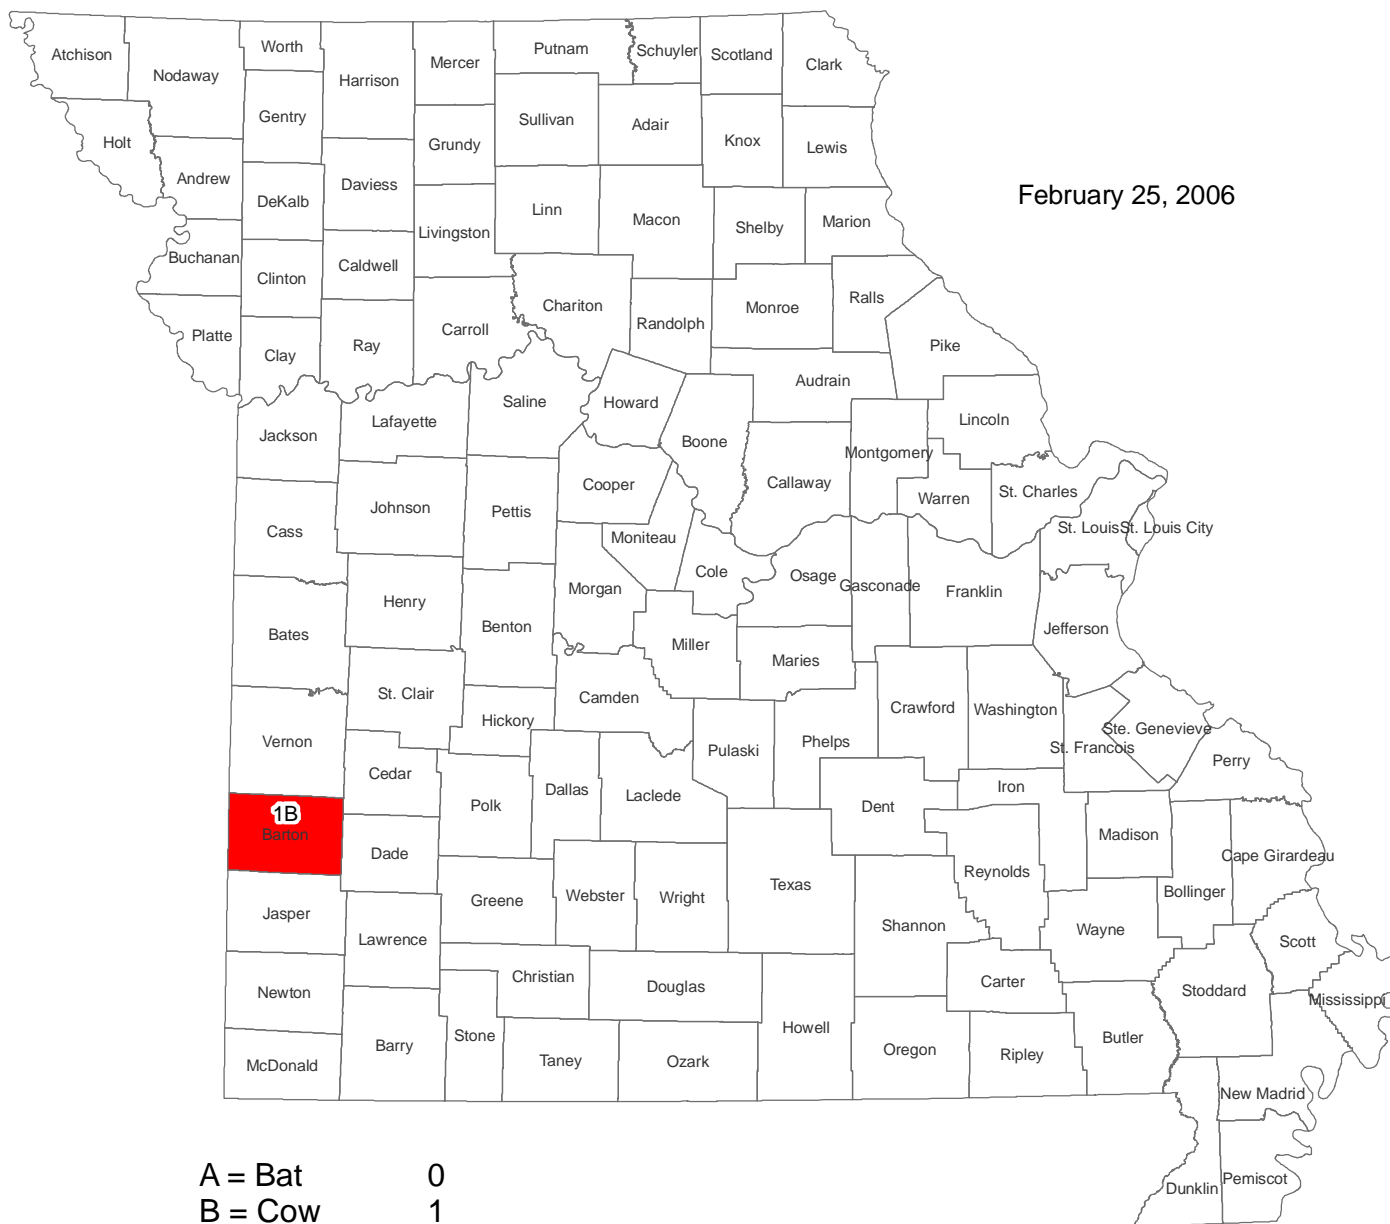 Atchison
Nodaway
Worth
Harrison
Mercer
Putnam
Schuyler
Scotland
Clark
Gentry
Sullivan
Adair
Holt
Grundy
Knox
Lewis
Andrew
DeKalb
Daviess
Linn
Macon
Shelby
Marion
February 25, 2006
Livingston
Buchanan
Clinton
Caldwell
Chariton
Randolph
Monroe
Ralls
Platte
Clay
Ray
Carroll
Pike
Audrain
Saline
Howard
Lafayette
Jackson
Boone
Lincoln
Montgomery
Cooper
Callaway
Warren
St. Charles
Johnson
Pettis
Cass
Moniteau
St. Louis
St. Louis City
Cole
Osage
Gasconade
Franklin
Henry
Morgan
Benton
Bates
Miller
Maries
Jefferson
St. Clair
Camden
Crawford
Washington
Hickory
Vernon
Pulaski
Phelps
Ste. Genevieve
St. Francois
Perry
Cedar
Dallas
Laclede
Polk
Dent
Iron
1B
Barton
Dade
Madison
Cape Girardeau
Reynolds
Texas
Bollinger
Webster
Wright
Greene
Jasper
Shannon
Wayne
Lawrence
Scott
Christian
Douglas
Carter
Stoddard
Mississippi
Newton
Howell
Stone
Barry
Taney
Ozark
Oregon
Ripley
Butler
McDonald
New Madrid
Dunklin
Pemiscot
A = Bat 0
B = Cow 1